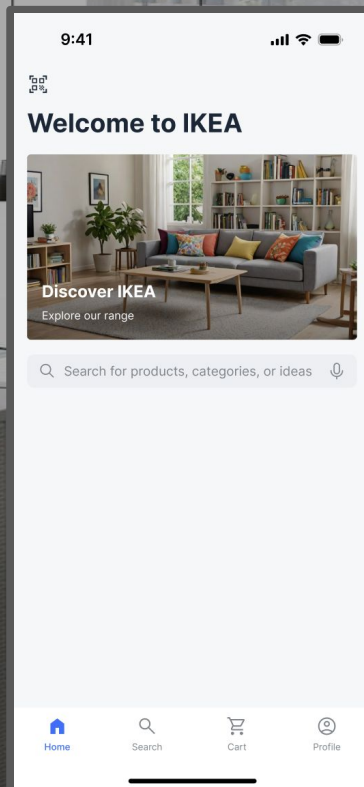 9:41
Welcome to IKEA
Discover IKEA
Explore our range
Search for products, categories, or ideas
Home
Search
Cart
Profile